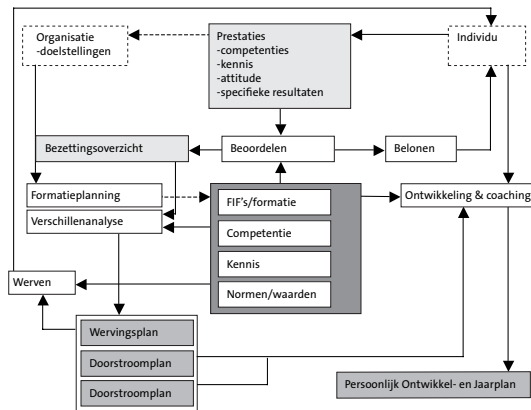 Organisatie
-doelstellingen
Prestaties
-competenties
-kennis
-attitude
-specifieke resultaten
Individu
Bezettingsoverzicht
Beoordelen
Belonen
Formatieplanning
Verschillenanalyse
FIF's/formatie
Competentie
Kennis
Normen/waarden
Ontwikkeling & coaching
Werven
Wervingsplan
Doorstroomplan
Doorstroomplan
Persoonlijk Ontwikkel- en Jaarplan